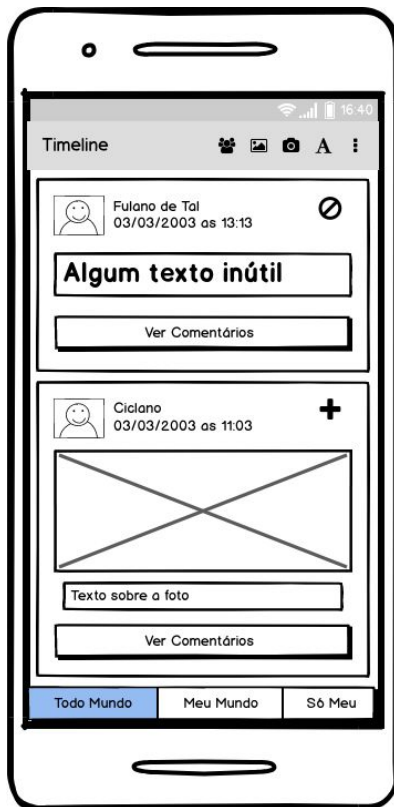 16:40
Timeline
A
Fulano de Tal
03/03/2003 as 13:13
Algum texto inútil
Ver Comentários
Ciclano
03/03/2003 as 11:03
Texto sobre a foto
Ver Comentários
Todo Mundo Meu Mundo Só Meu